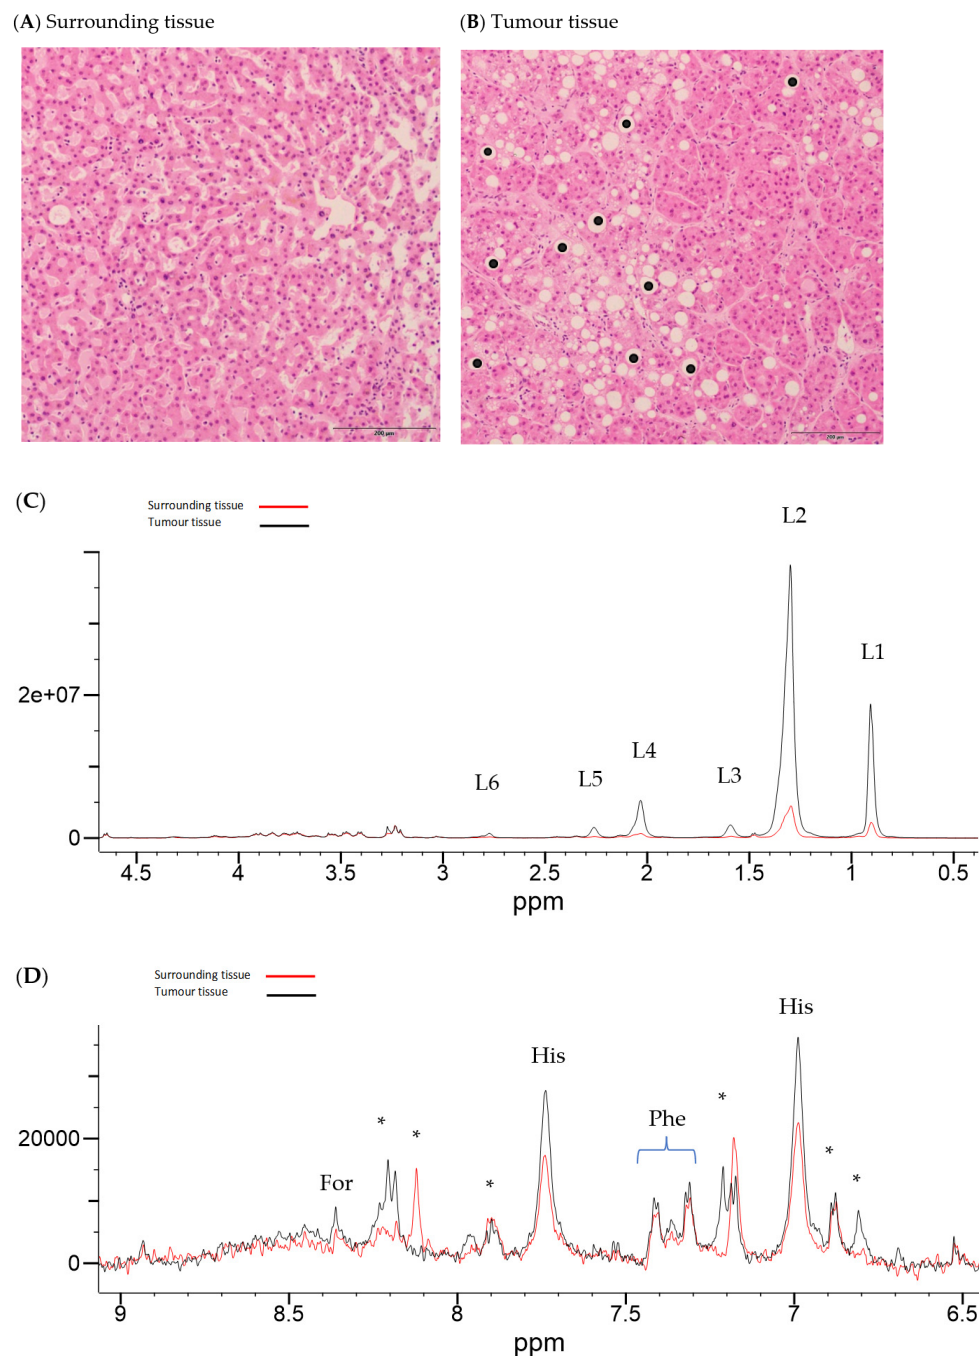 (A) Surrounding tissue
(B) Tumour tissue
200 µm
200 µm
(C)
Surrounding tissue
Tumour tissue
L2
L1
L4
L5
L3
L6
2e+07
0
4.5 4 3.5 3 2.5 2 1.5 1 0.5
ppm
(D)
Surrounding tissue
Tumour tissue
His
His
Phe
*
*
*
*
*
*
For
20000
0
9 8.5 8 7.5 7 6.5
ppm